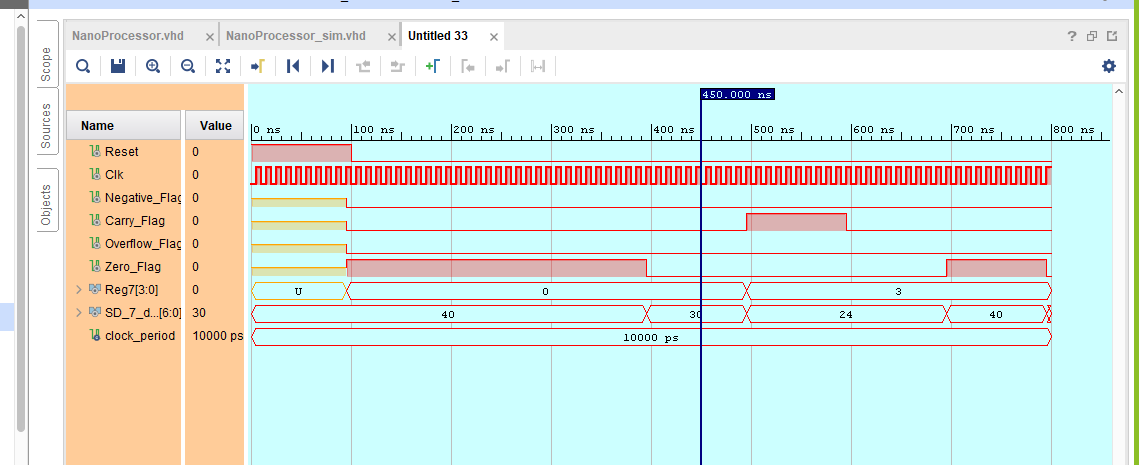 NanoProcessor.vhd × NanoProcessor_sim.vhd × Untitled 33 × ?
Scope
Sources
Objects
450.000 ns
Name Value
0 ns 100 ns 200 ns 300 ns 400 ns 500 ns 600 ns 700 ns 800 ns
Reset 0
Clk 0
Negative_Flag 0
Carry_Flag 0
Overflow_Flag 0
Zero_Flag 0
Reg7[3:0] 0 U 0 3
SD_7_d...[6:0] 30 40 30 24 40
clock_period 10000 ps 10000 ps